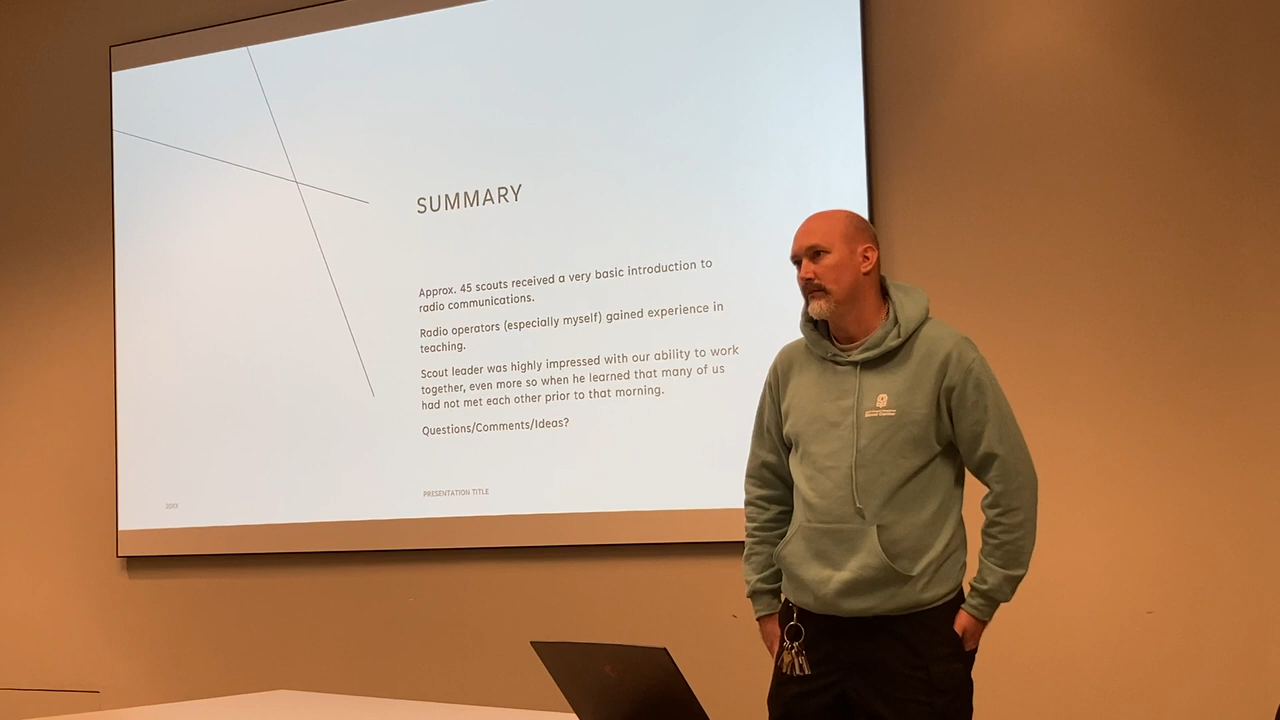 SUMMARY
Approx. 45 scouts received a very basic introduction to
radio communications.
Radio operators (especially myself) gained experience in
teaching.
Scout leader was highly impressed with our ability to work
together, even more so when he learned that many of us
had not met each other prior to that morning.
Questions/Comments/Ideas?
20XX
PRESENTATION TITLE